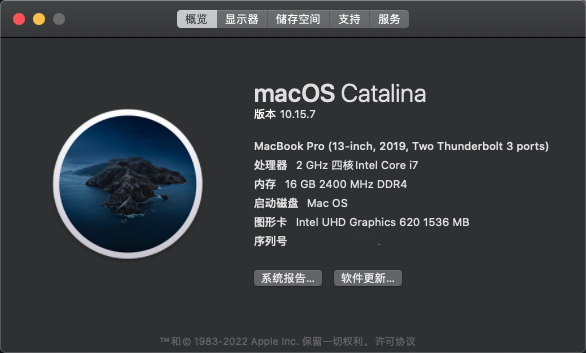 概览 显示器 储存空间 支持 服务
macOS Catalina
版本 10.15.7
MacBook Pro (13-inch, 2019, Two Thunderbolt 3 ports)
处理器 2 GHz 四核Intel Core i7
内存 16 GB 2400 MHz DDR4
启动磁盘 Mac OS
图形卡 Intel UHD Graphics 620 1536 MB
序列号
系统报告... 软件更新...
™和© 1983-2022 Apple Inc. 保留一切权利。许可协议